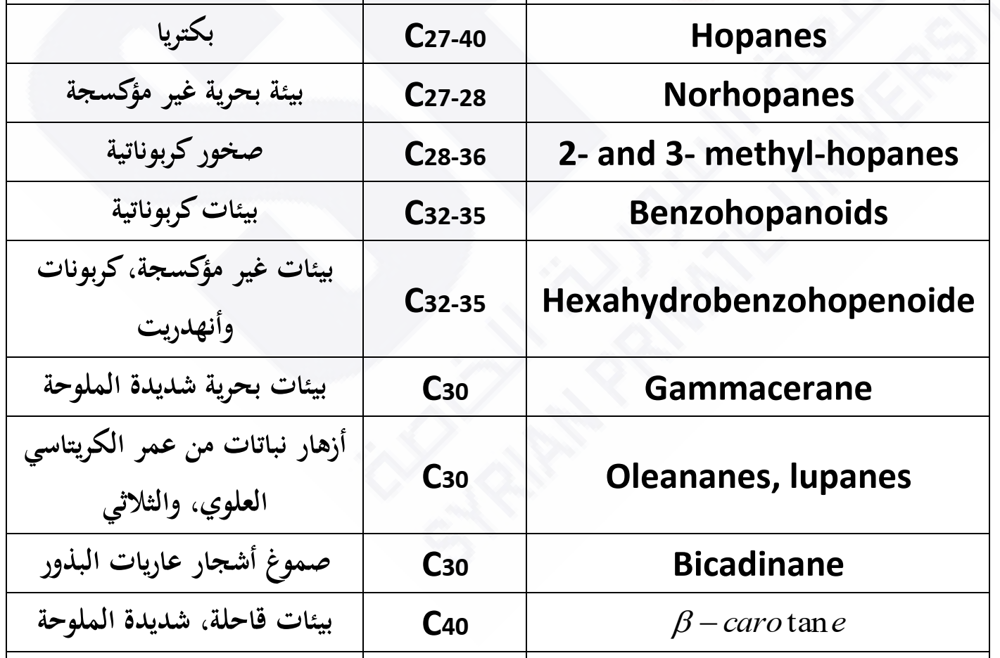 Hopanes C27-40 بكتريا
Norhopanes C27-28 بيئة بحرية غير مؤكسجة
2- and 3- methyl-hopanes C28-36 صخور كربوناتية
Benzohopanoids C32-35 بيئات كربوناتية
Hexahydrobenzohopenoide C32-35 بيئات غير مؤكسجة، كربونات
وأنهدريت
Gammacerane C30 بيئات بحرية شديدة الملوحة
Oleananes, lupanes C30 أزهار نباتات من عمر الكريتاسي
العلوي، والثلاثي
Bicadinane C30 صموغ أشجار عاريات البذور
β – carotane C40 بيئات قاحلة، شديدة الملوحة